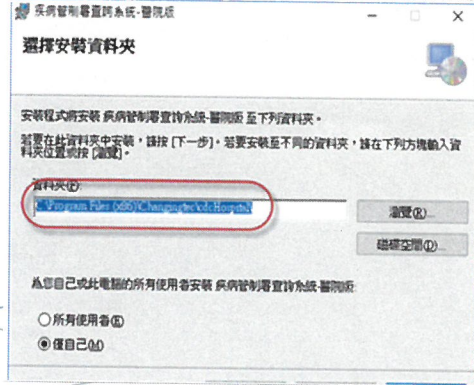 疾病管制署查詢系統-醫院版
選擇安裝資料夾
安裝程式將安裝 疾病管制署查詢系統-醫院版 至下列資料夾。
若要在此資料夾中安裝，請按 [下一步]。若要安裝至不同的資料夾，請在下列方塊輸入資
料夾位置或按 [瀏覽]。
資料夾(F):
\Program Files (x86)\Changingtec\cdcHospital\
瀏覽(R)...
磁碟空間(D)...
為您自己或此電腦的所有使用者安裝 疾病管制署查詢系統-醫院版:
所有使用者(E)
僅自己(M)